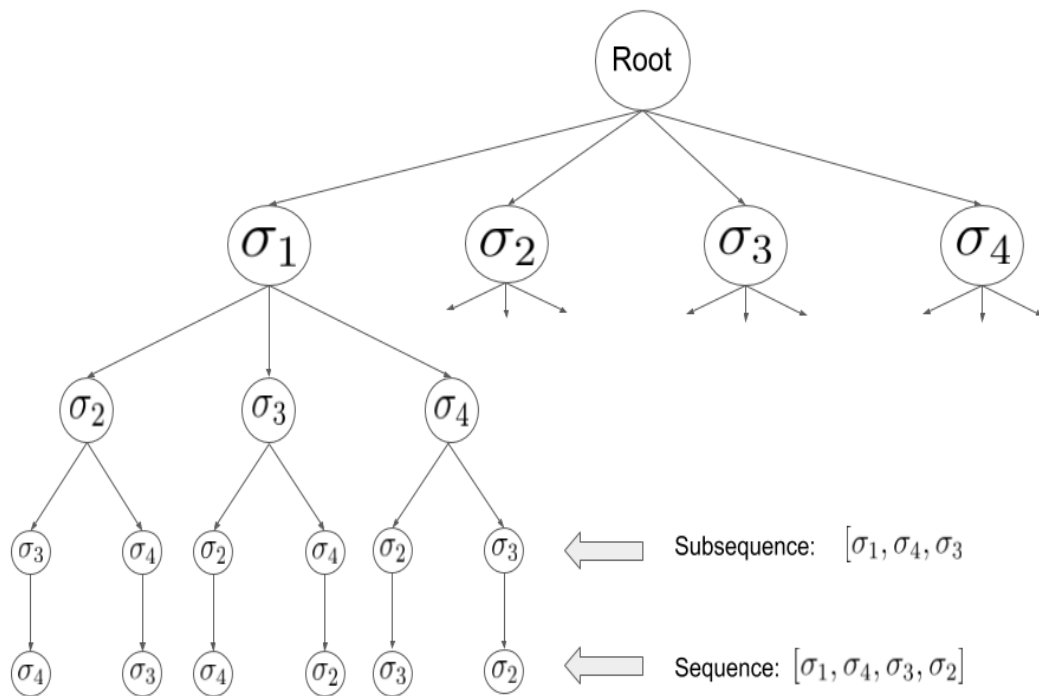 Root
σ₁ σ₂ σ₃ σ₄
σ₂ σ₃ σ₄
σ₃ σ₄ σ₂ σ₄ σ₂ σ₃ Subsequence: [σ₁, σ₄, σ₃
σ₄ σ₃ σ₄ σ₂ σ₃ σ₂ Sequence: [σ₁, σ₄, σ₃, σ₂]